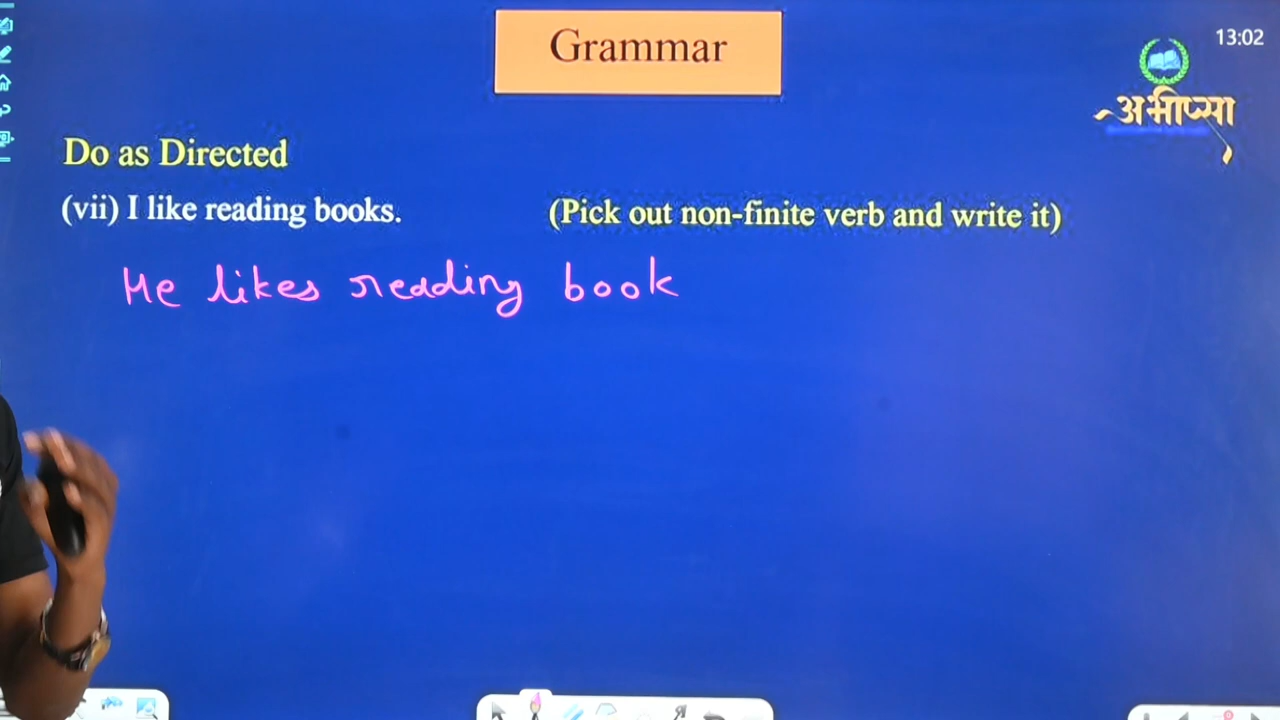 Grammar
13:02
अभीप्सा
Do as Directed
(vii) I like reading books. (Pick out non-finite verb and write it)
He likes reading book